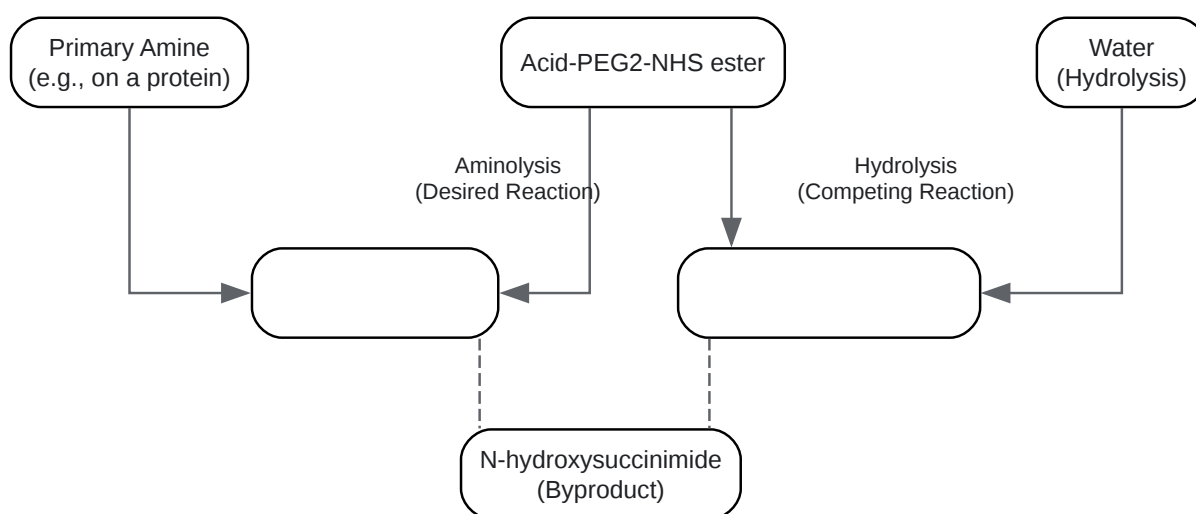 Primary Amine
(e.g., on a protein)
Acid-PEG2-NHS ester
Water
(Hydrolysis)
Aminolysis
(Desired Reaction)
Hydrolysis
(Competing Reaction)
N-hydroxysuccinimide
(Byproduct)